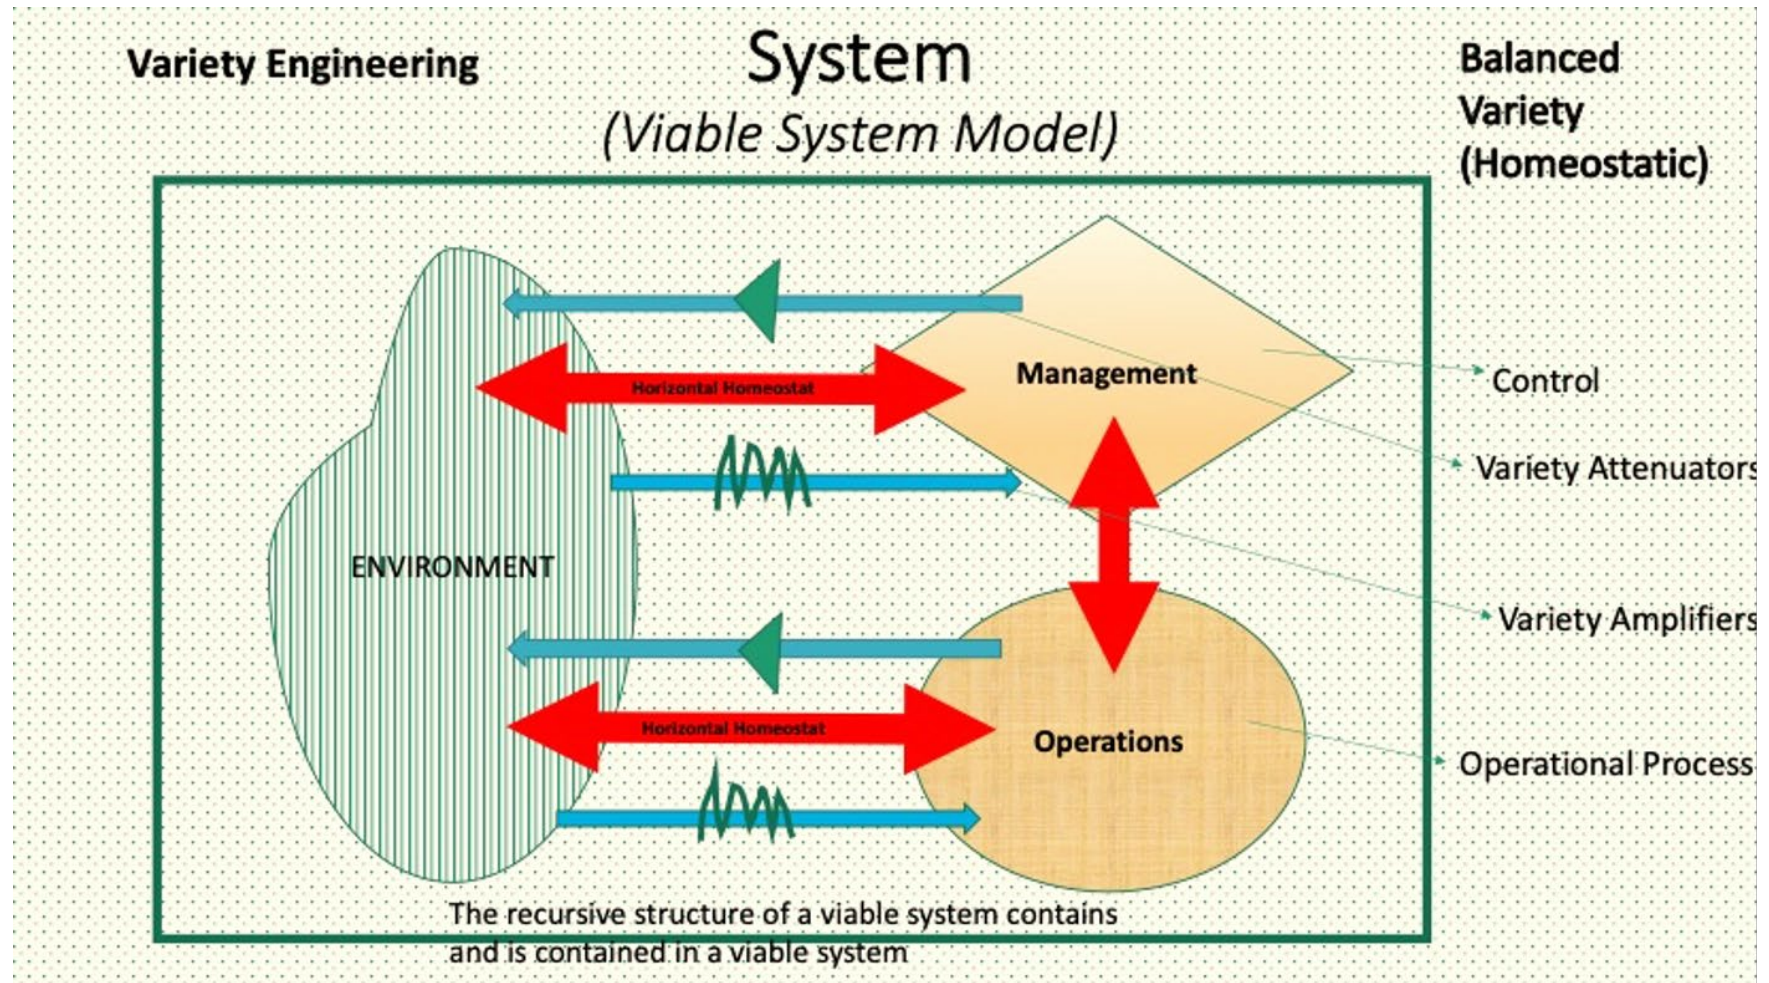 Variety Engineering
System
(Viable System Model)
Balanced
Variety
(Homeostatic)
Horizontal Homeostat
Management
Control
Variety Attenuators
ENVIRONMENT
Variety Amplifiers
Horizontal Homeostat
Operations
Operational Process
The recursive structure of a viable system contains
and is contained in a viable system